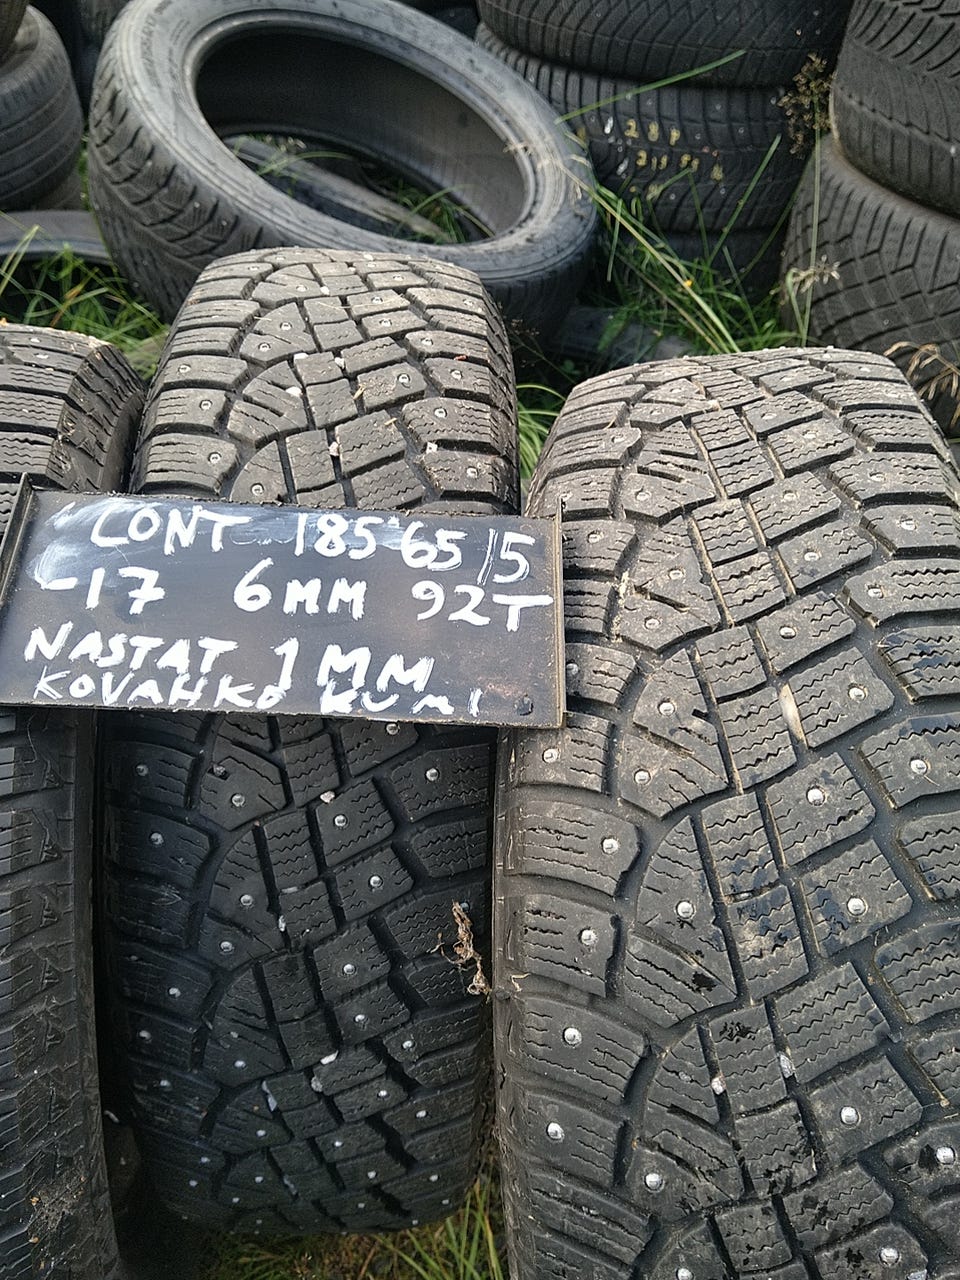 CONT 185 65 15
-17 6MM 92T
NASTAT 1MM
KOVAHKO KUMI